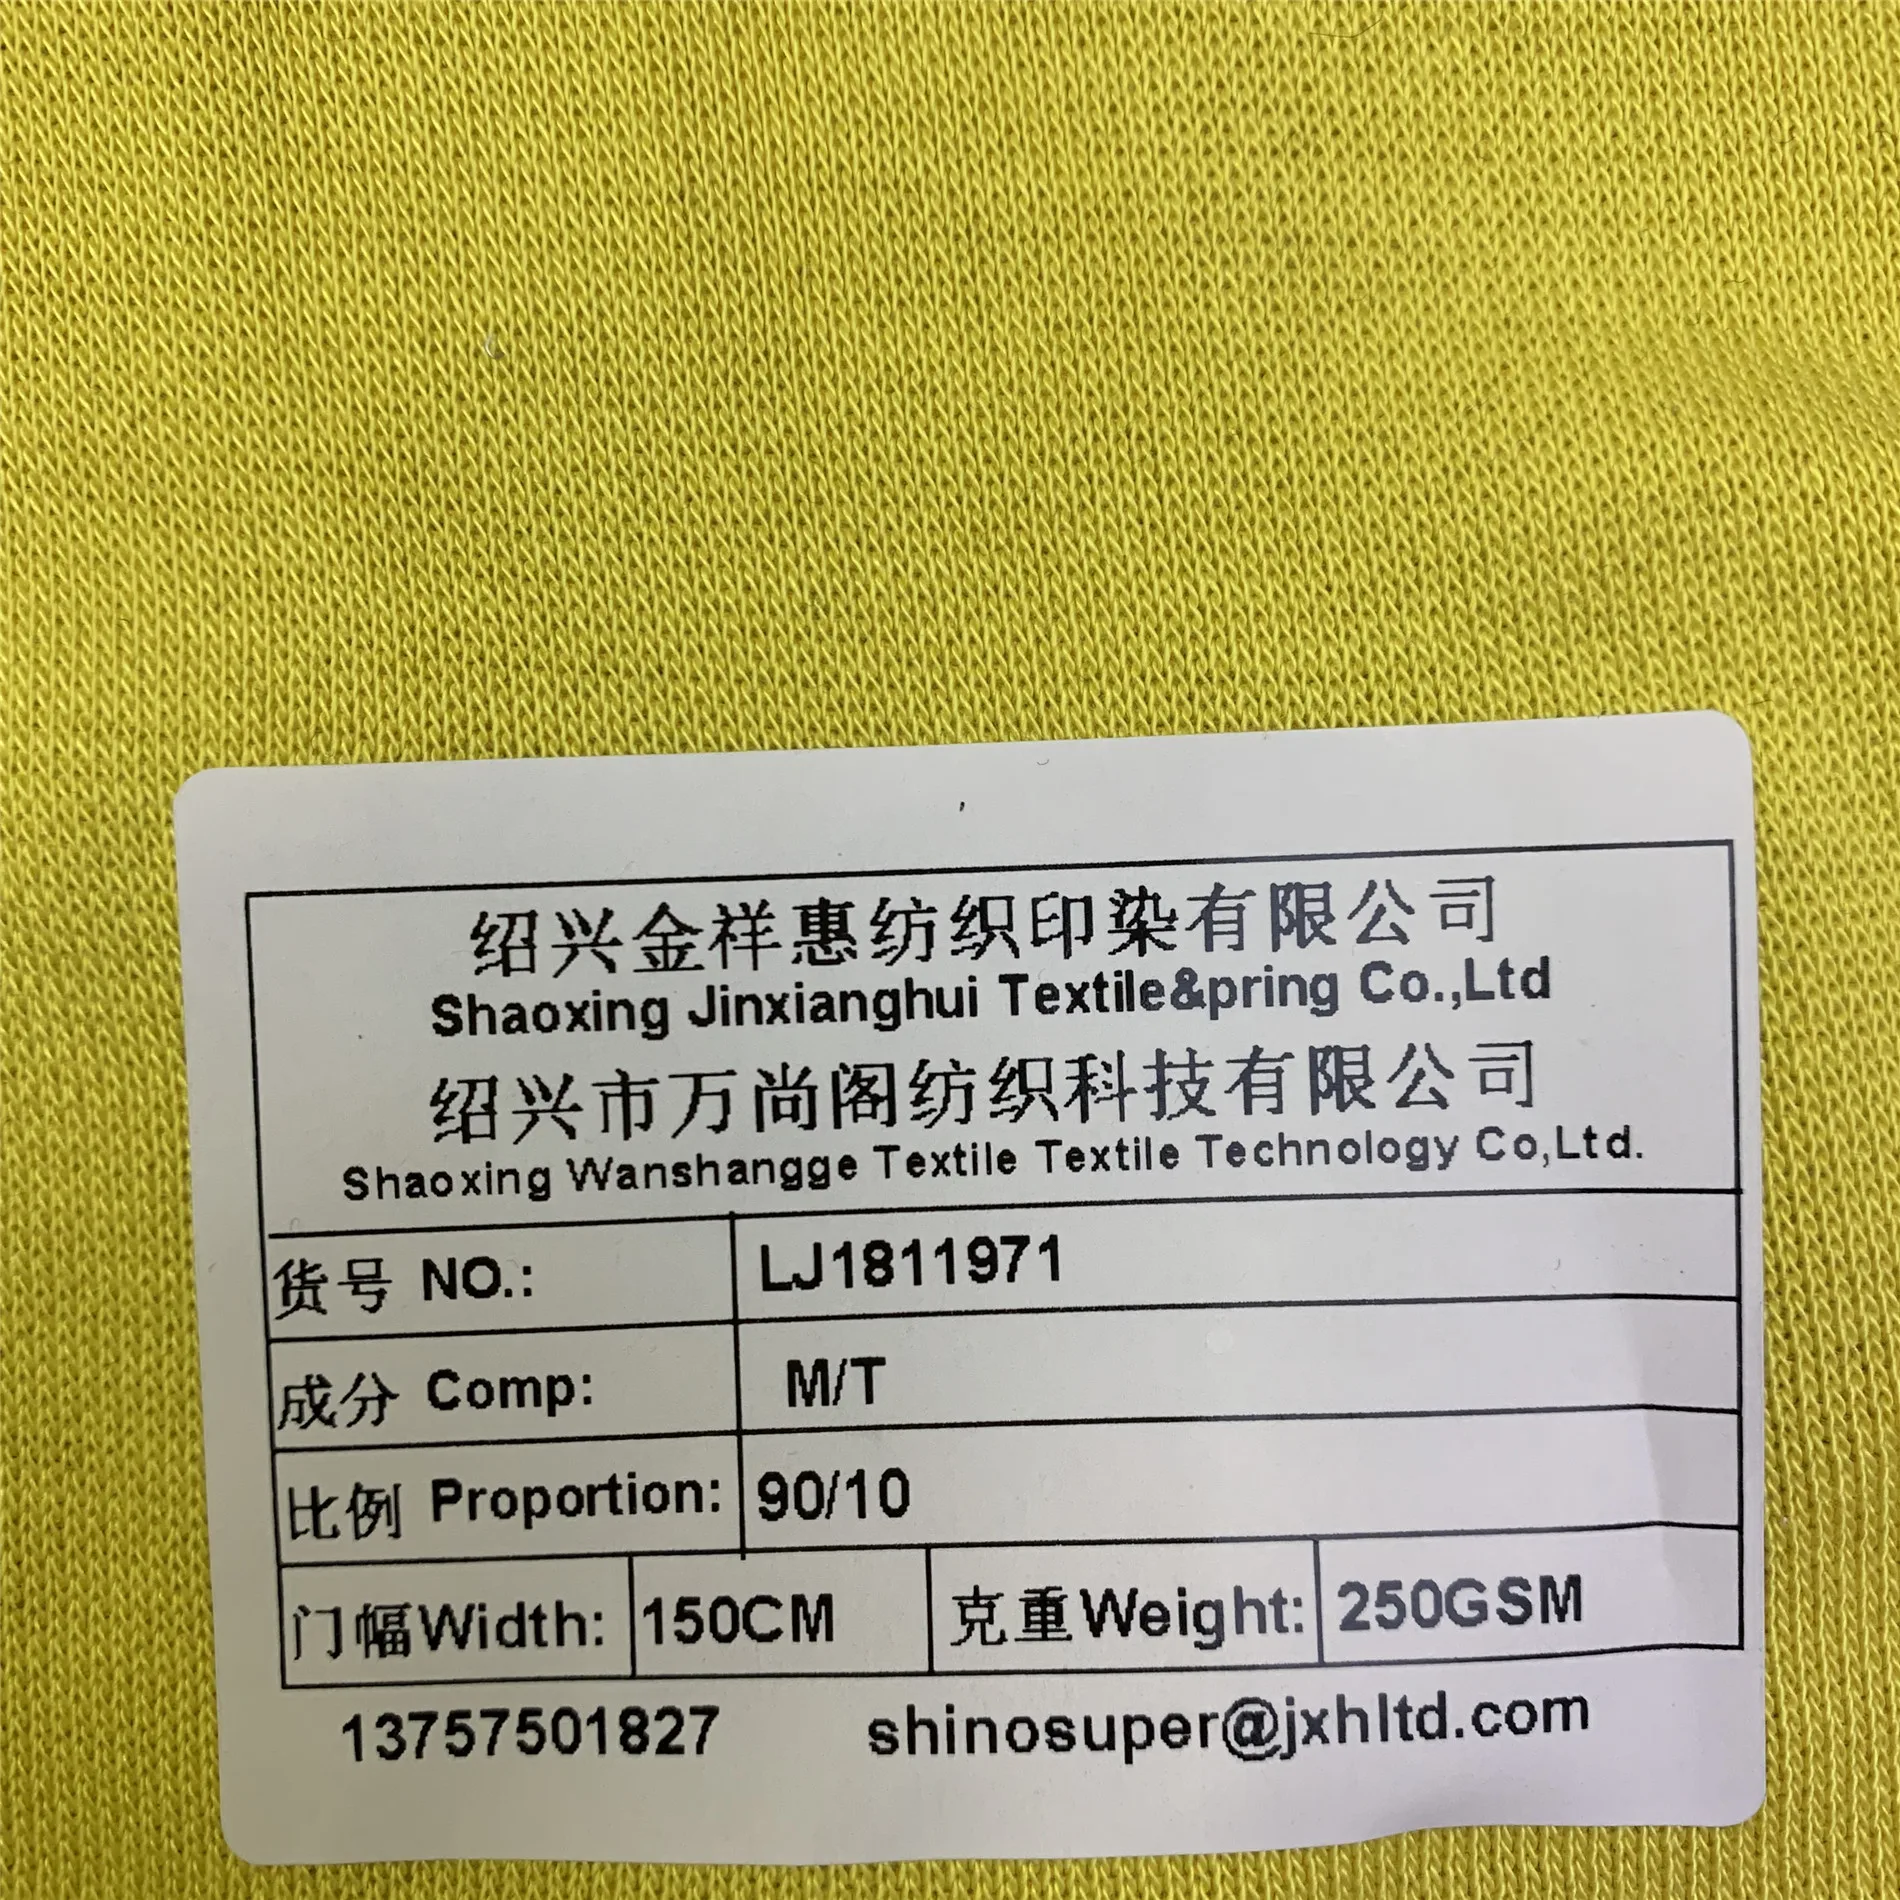 绍兴金祥惠纺织印染有限公司
Shaoxing Jinxianghui Textile&pring Co.,Ltd
绍兴市万尚阁纺织科技有限公司
Shaoxing Wanshangge Textile Textile Technology Co,Ltd.
货号 NO.: LJ1811971
成分 Comp: M/T
比例 Proportion: 90/10
门幅Width: 150CM 克重Weight: 250GSM
13757501827 shinosuper@jxhltd.com